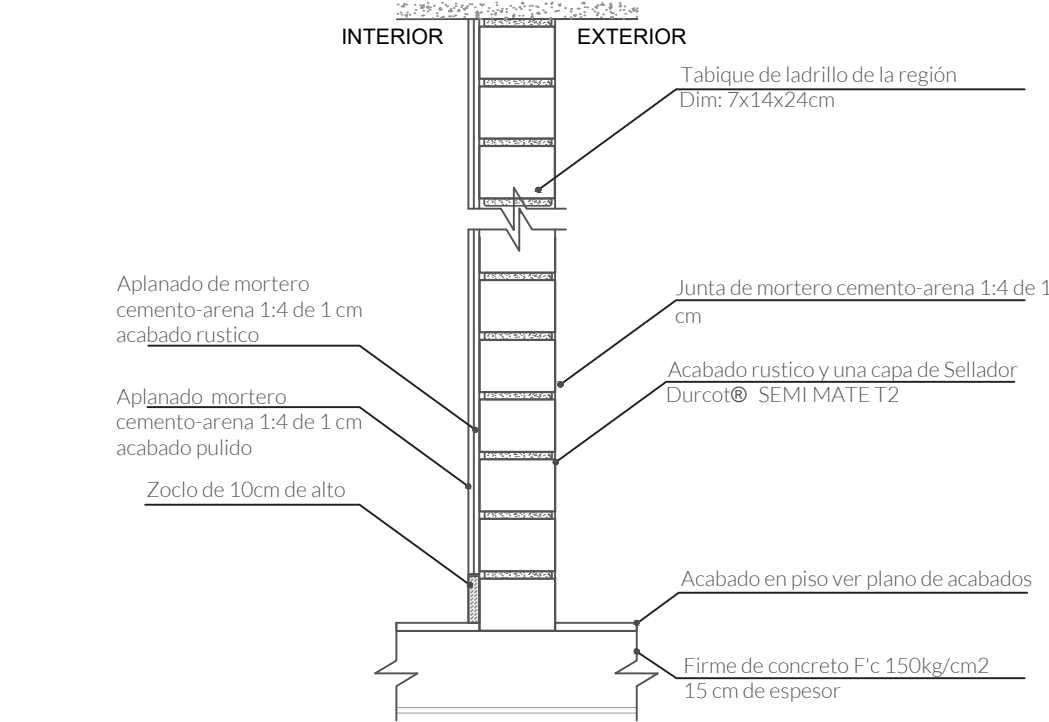 INTERIOR
EXTERIOR
Tabique de ladrillo de la región
Dim: 7x14x24cm
Aplanado de mortero
cemento-arena 1:4 de 1 cm
acabado rustico
Junta de mortero cemento-arena 1:4 de 1
cm
Acabado rustico y una capa de Sellador
Durcot® SEMI MATE T2
Aplanado mortero
cemento-arena 1:4 de 1 cm
acabado pulido
Zoclo de 10cm de alto
Acabado en piso ver plano de acabados
Firme de concreto F'c 150kg/cm2
15 cm de espesor